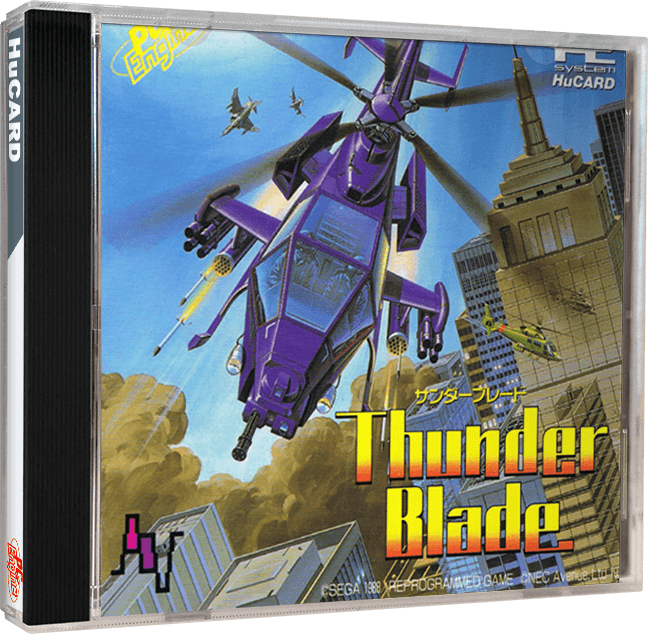 HuCARD
PC Engine
PC Engine
system
HuCARD
サンダーブレード
Thunder
Blade
©SEGA 1988 REPROGRAMMED GAME ©NEC Avenue,Ltd